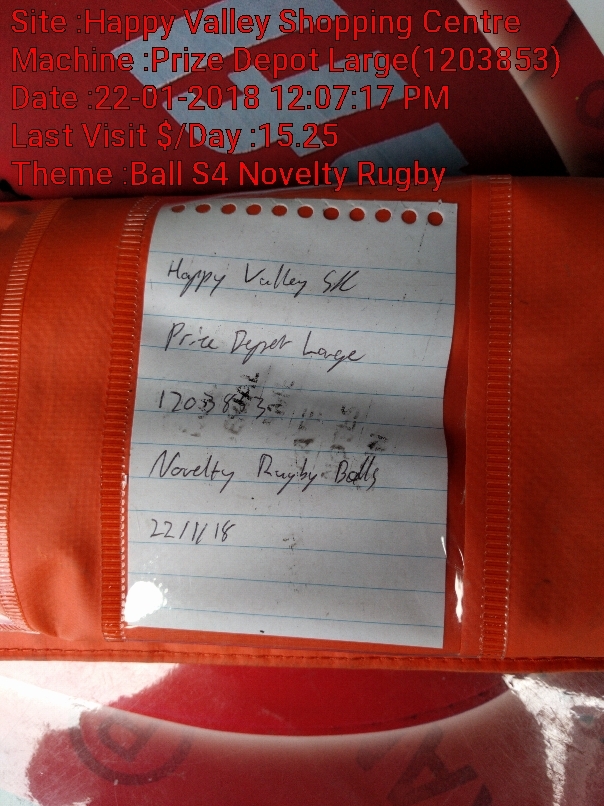 Site :Happy Valley Shopping Centre
Machine :Prize Depot Large(1203853)
Date :22-01-2018 12:07:17 PM
Last Visit $/Day :15.25
Theme :Ball S4 Novelty Rugby
Happy Valley S/C
Prize Depot Large
1203853
Novelty Rugby Balls
22/1/18